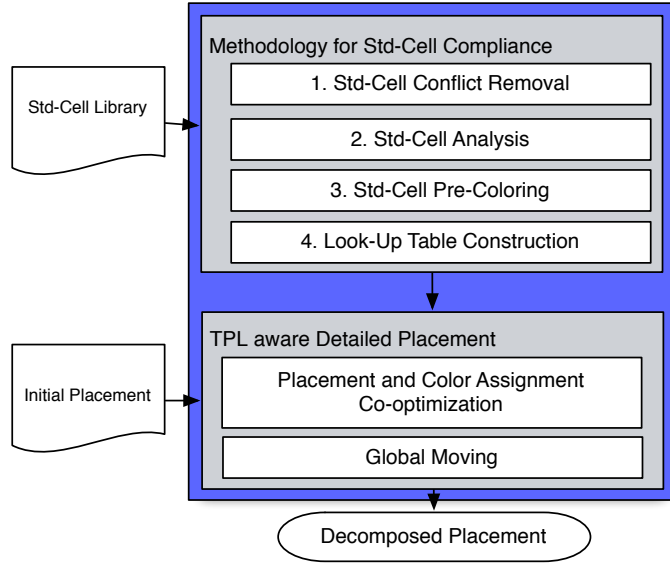 Methodology for Std-Cell Compliance
1. Std-Cell Conflict Removal
Std-Cell Library
2. Std-Cell Analysis
3. Std-Cell Pre-Coloring
4. Look-Up Table Construction
TPL aware Detailed Placement
Placement and Color Assignment
Co-optimization
Initial Placement
Global Moving
Decomposed Placement